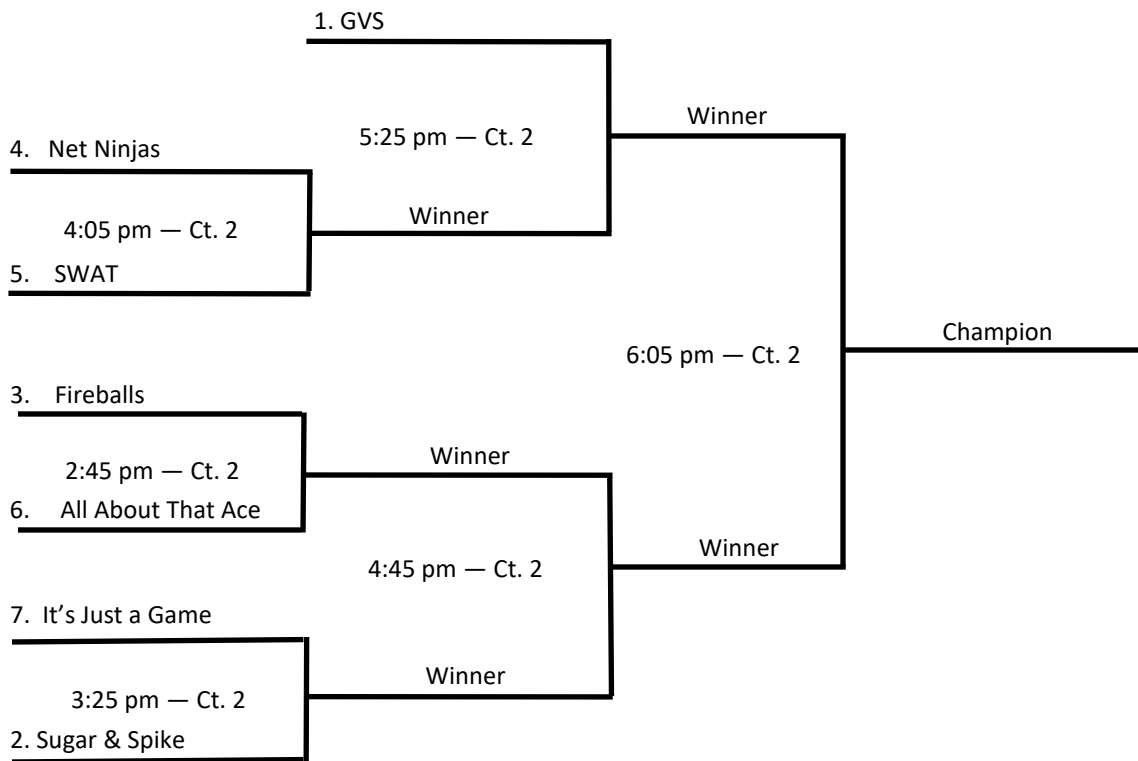 1. GVS
Winner
5:25 pm — Ct. 2
4. Net Ninjas
Winner
4:05 pm — Ct. 2
5. SWAT
Champion
6:05 pm — Ct. 2
3. Fireballs
Winner
2:45 pm — Ct. 2
6. All About That Ace
Winner
4:45 pm — Ct. 2
7. It’s Just a Game
Winner
3:25 pm — Ct. 2
2. Sugar & Spike